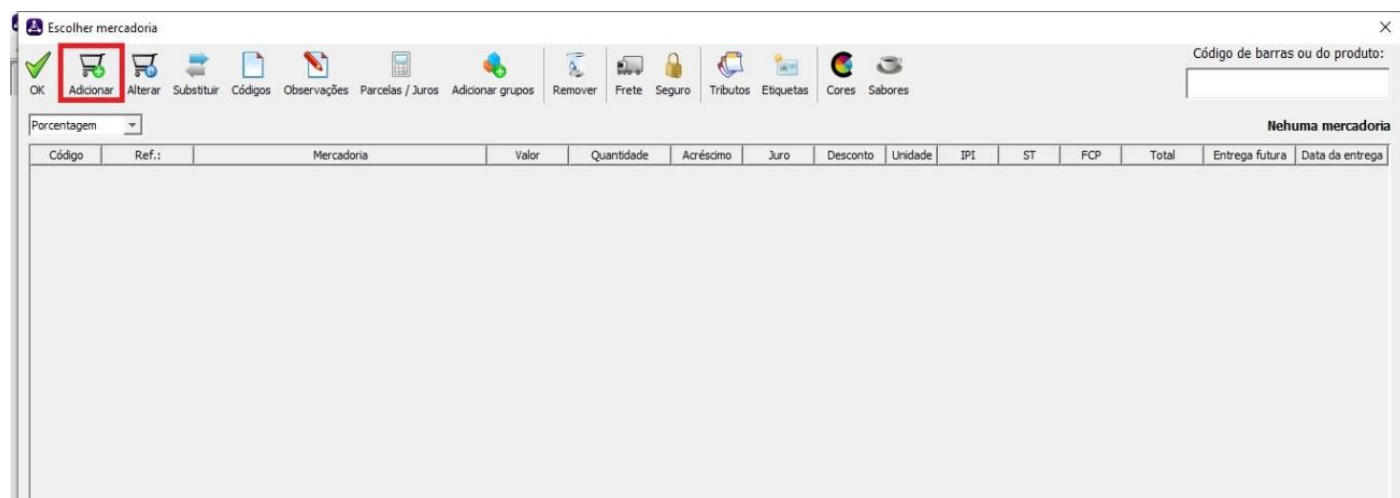 Escolher mercadoria
Código de barras ou do produto:
OK Adicionar Alterar Substituir Códigos Observações Parcelas / Juros Adicionar grupos Remover Frete Seguro Tributos Etiquetas Cores Sabores
Porcentagem
Nehuma mercadoria
Código Ref.: Mercadoria Valor Quantidade Acréscimo Juro Desconto Unidade IPI ST FCP Total Entrega futura Data da entrega